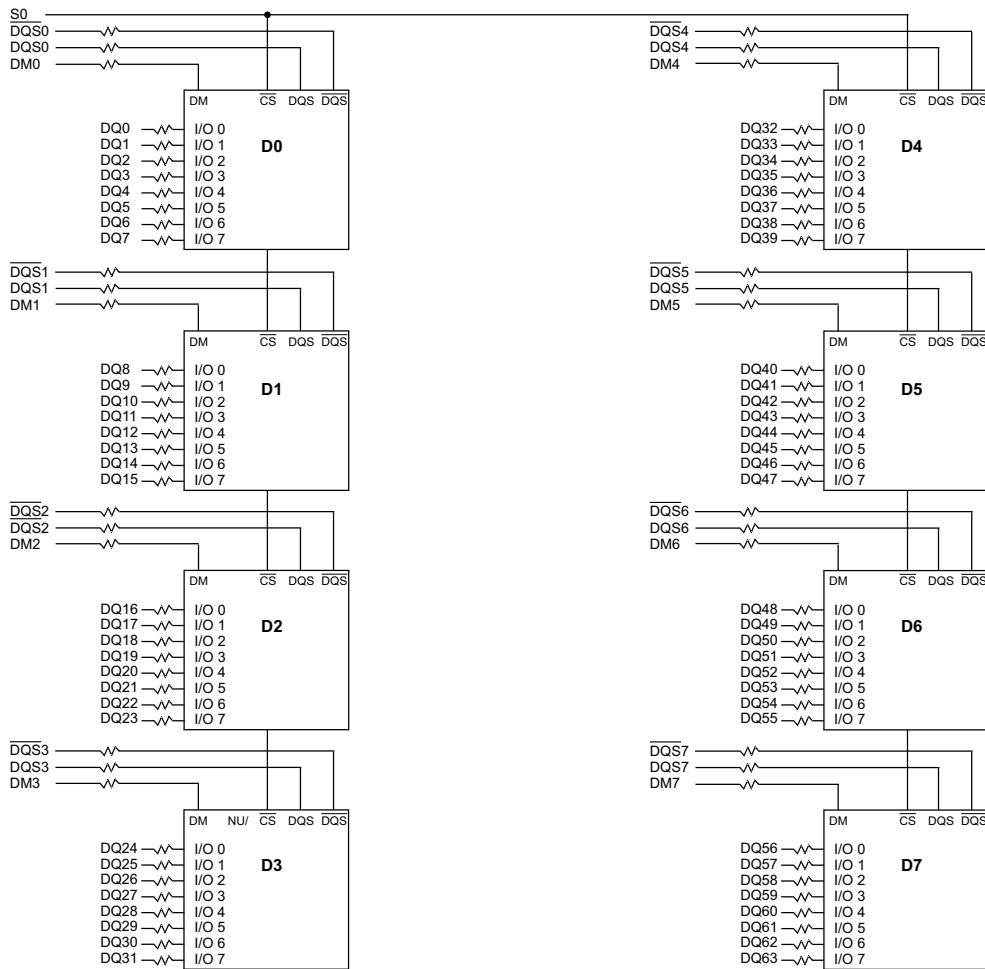 S0
DQS0
DQS0
DM0
DM CS DQS DQS
D0
DQ0 I/O 0
DQ1 I/O 1
DQ2 I/O 2
DQ3 I/O 3
DQ4 I/O 4
DQ5 I/O 5
DQ6 I/O 6
DQ7 I/O 7
DQS1
DQS1
DM1
DM CS DQS DQS
D1
DQ8 I/O 0
DQ9 I/O 1
DQ10 I/O 2
DQ11 I/O 3
DQ12 I/O 4
DQ13 I/O 5
DQ14 I/O 6
DQ15 I/O 7
DQS2
DQS2
DM2
DM CS DQS DQS
D2
DQ16 I/O 0
DQ17 I/O 1
DQ18 I/O 2
DQ19 I/O 3
DQ20 I/O 4
DQ21 I/O 5
DQ22 I/O 6
DQ23 I/O 7
DQS3
DQS3
DM3
DM NU/ CS DQS DQS
D3
DQ24 I/O 0
DQ25 I/O 1
DQ26 I/O 2
DQ27 I/O 3
DQ28 I/O 4
DQ29 I/O 5
DQ30 I/O 6
DQ31 I/O 7
DQS4
DQS4
DM4
DM CS DQS DQS
D4
DQ32 I/O 0
DQ33 I/O 1
DQ34 I/O 2
DQ35 I/O 3
DQ36 I/O 4
DQ37 I/O 5
DQ38 I/O 6
DQ39 I/O 7
DQS5
DQS5
DM5
DM CS DQS DQS
D5
DQ40 I/O 0
DQ41 I/O 1
DQ42 I/O 2
DQ43 I/O 3
DQ44 I/O 4
DQ45 I/O 5
DQ46 I/O 6
DQ47 I/O 7
DQS6
DQS6
DM6
DM CS DQS DQS
D6
DQ48 I/O 0
DQ49 I/O 1
DQ50 I/O 2
DQ51 I/O 3
DQ52 I/O 4
DQ53 I/O 5
DQ54 I/O 6
DQ55 I/O 7
DQS7
DQS7
DM7
DM CS DQS DQS
D7
DQ56 I/O 0
DQ57 I/O 1
DQ58 I/O 2
DQ59 I/O 3
DQ60 I/O 4
DQ61 I/O 5
DQ62 I/O 6
DQ63 I/O 7